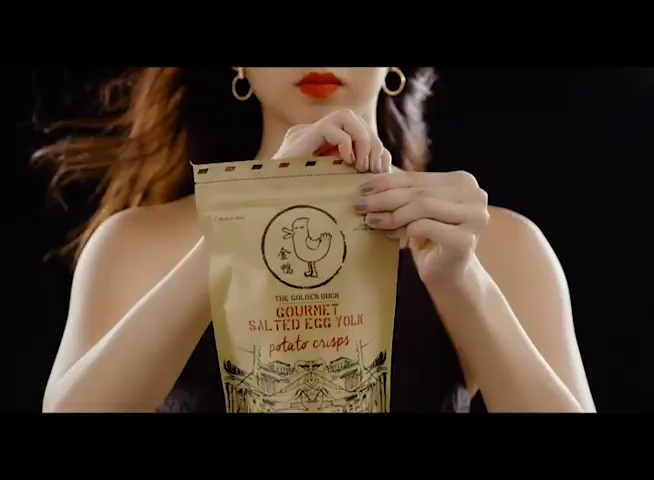 金
鴨
THE GOLDEN DUCK
GOURMET
SALTED EGG YOLK
potato crisps